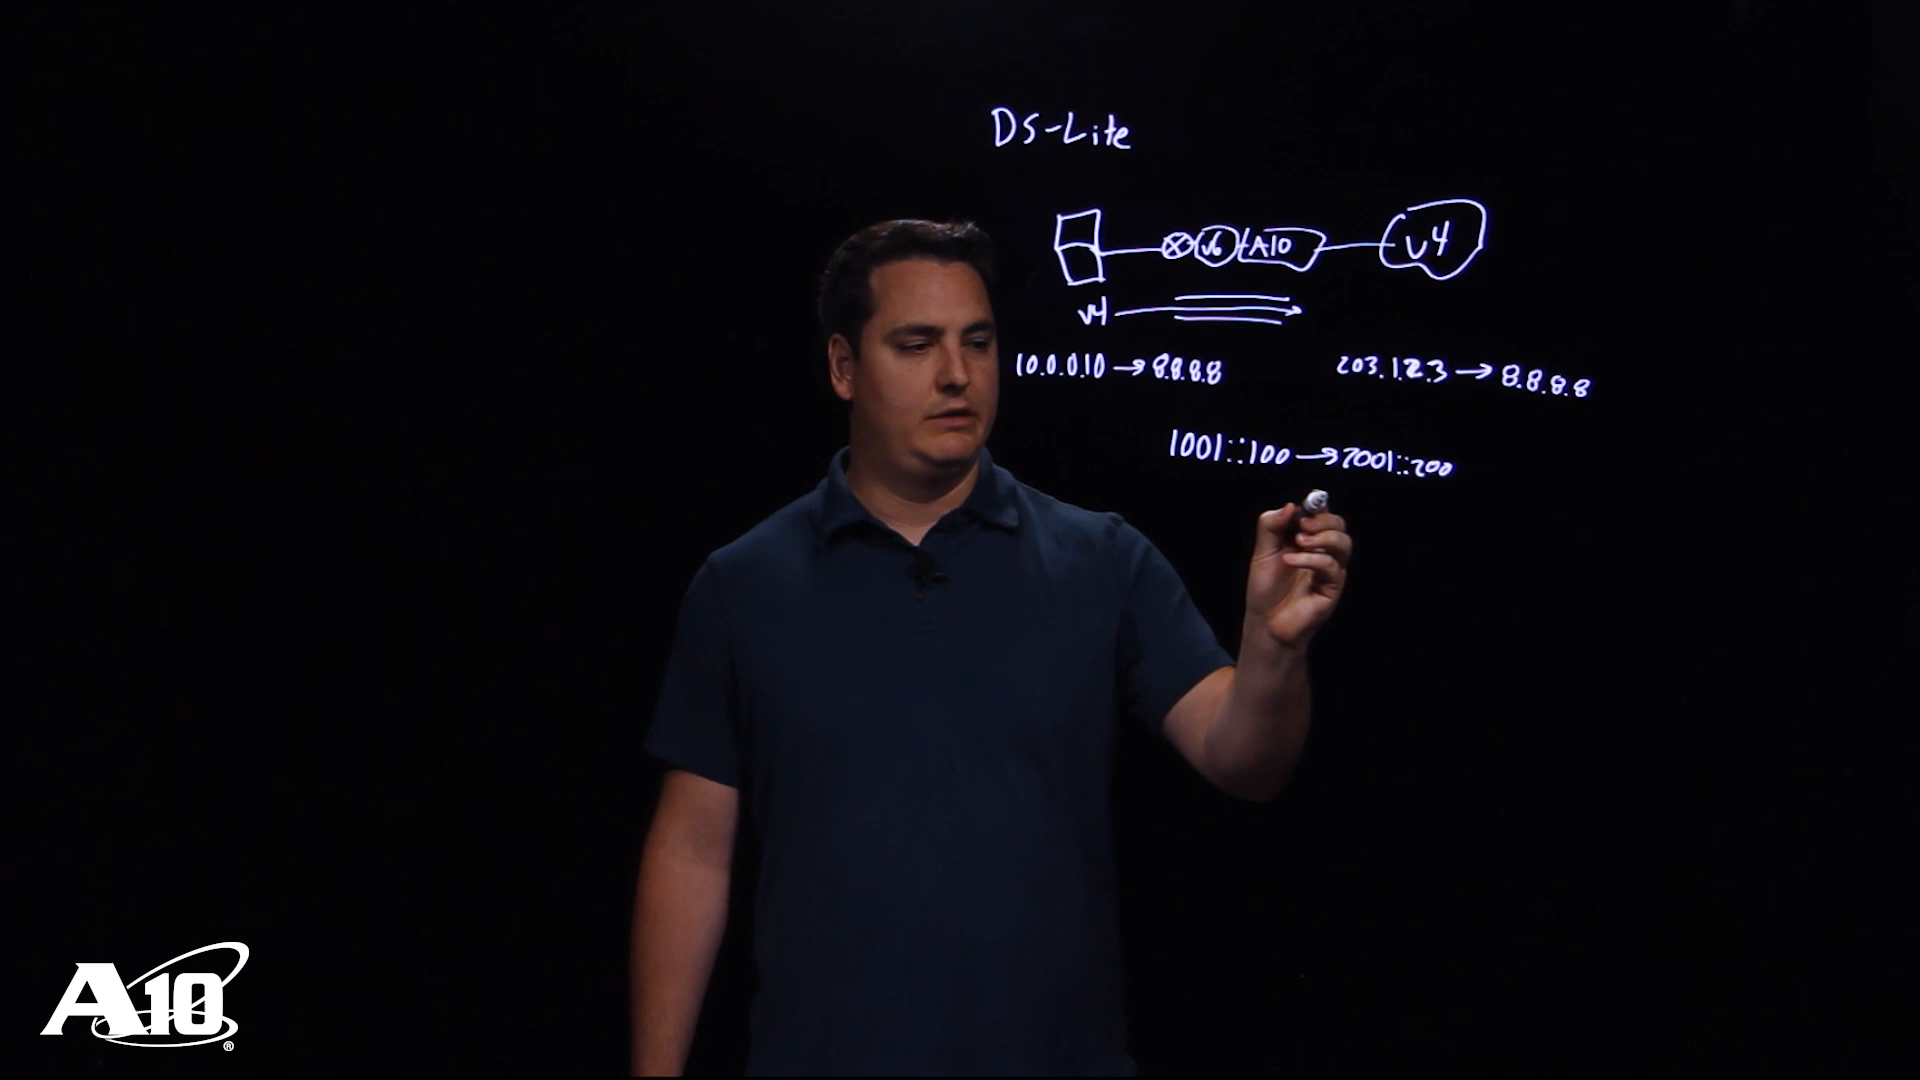 DS-Lite
v6 A10 v4
v4
10.0.0.10 → 8.8.8.8 203.1.2.3 → 8.8.8.8
1001::100 → 2001::200
A10®